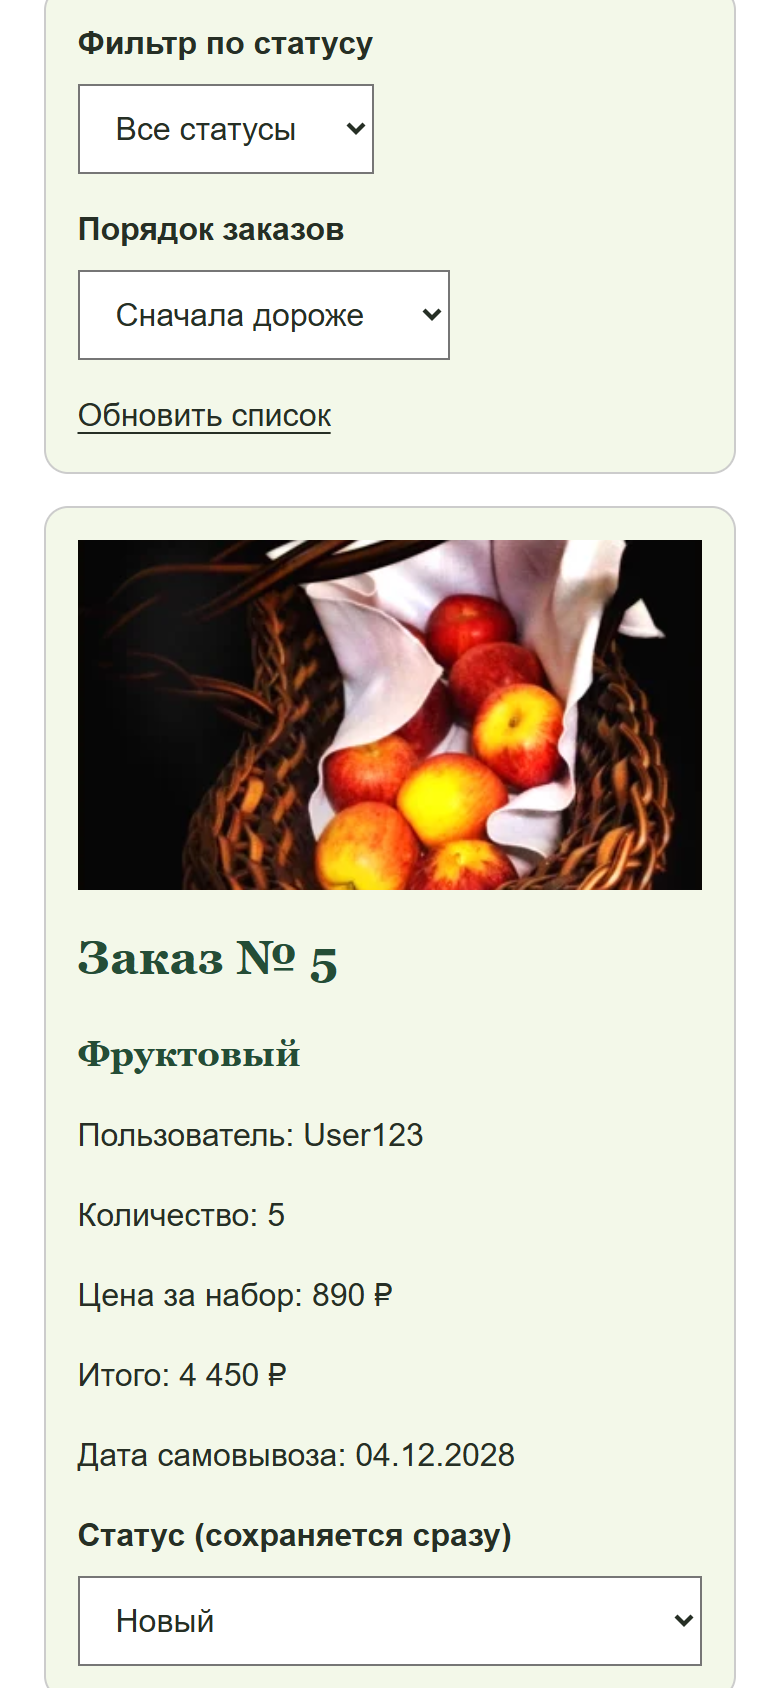 Фильтр по статусу
Все статусы
Порядок заказов
Сначала дороже
Обновить список
Заказ № 5
Фруктовый
Пользователь: User123
Количество: 5
Цена за набор: 890 ₽
Итого: 4 450 ₽
Дата самовывоза: 04.12.2028
Статус (сохраняется сразу)
Новый